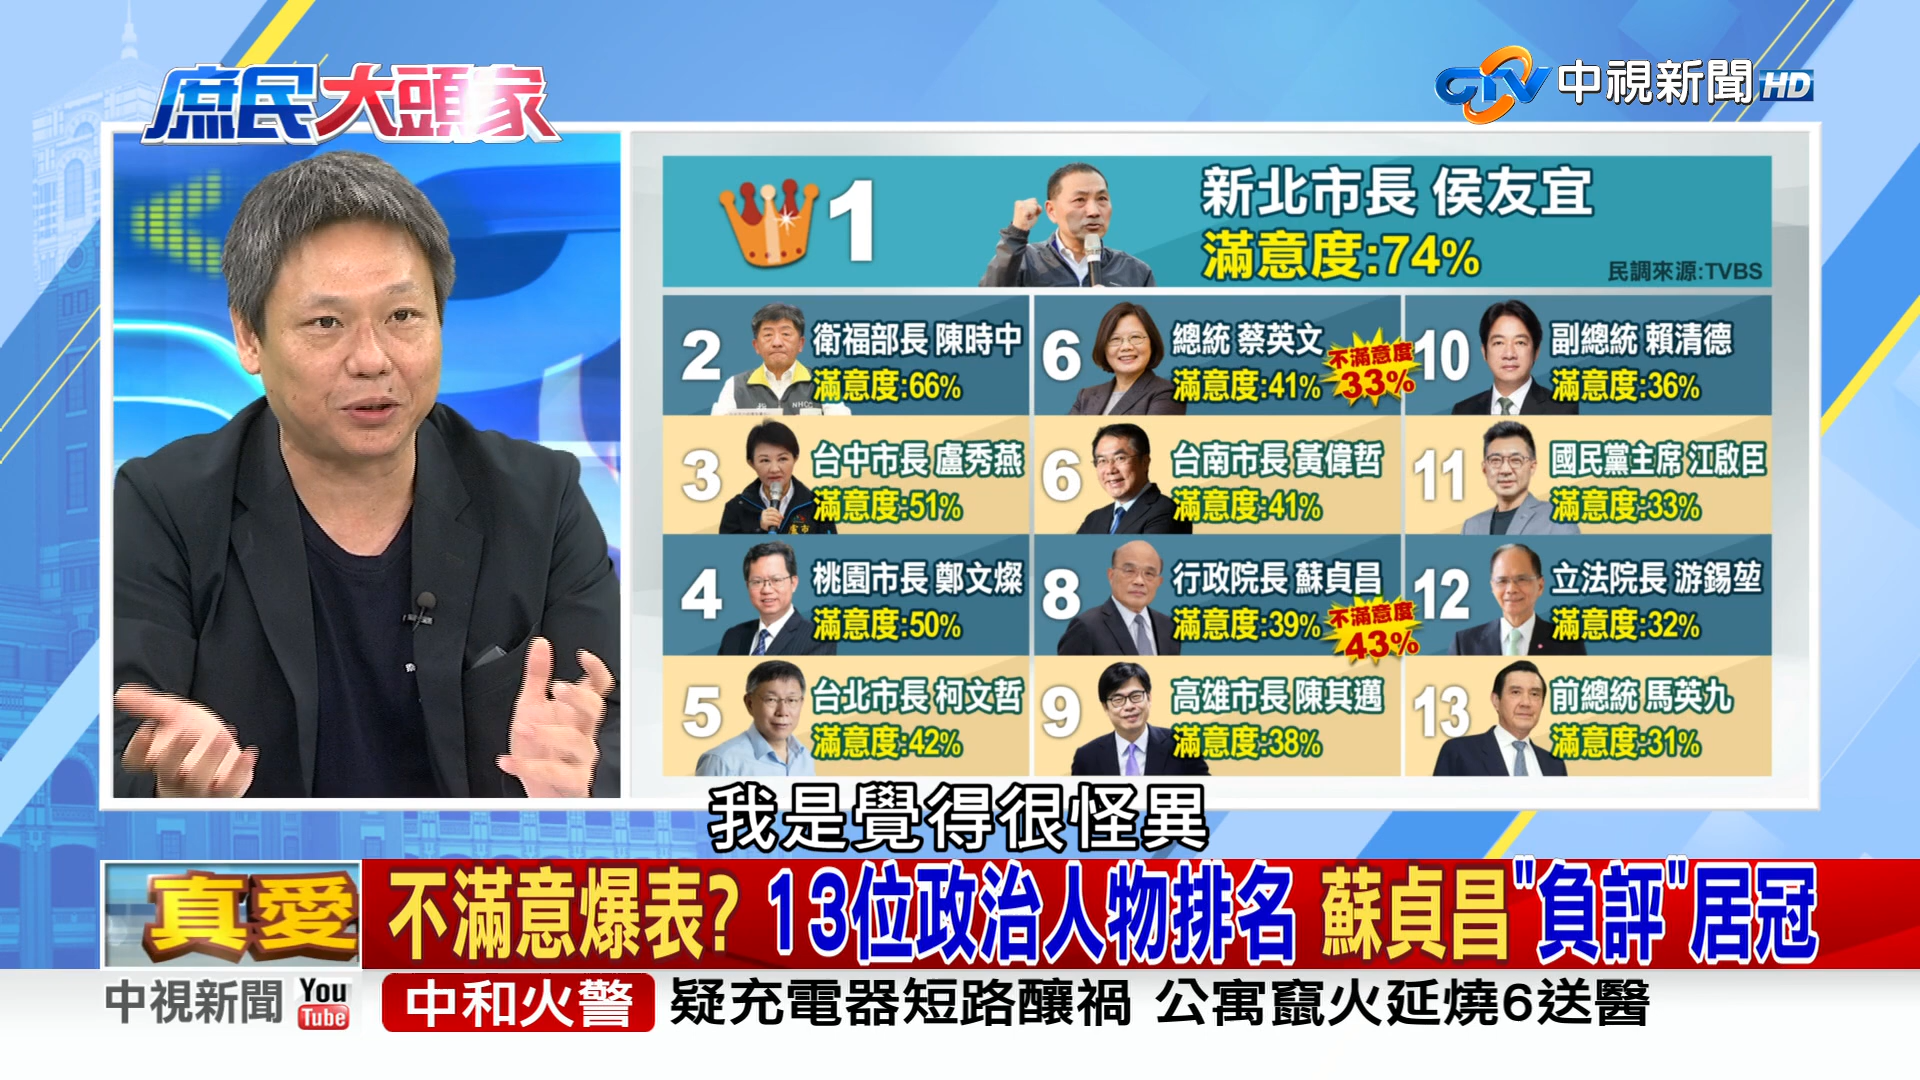 庶民大頭家
CTV 中視新聞 HD
1 新北市長 侯友宜
滿意度:74%
民調來源:TVBS
2 衛福部長 陳時中
滿意度:66%
3 台中市長 盧秀燕
滿意度:51%
4 桃園市長 鄭文燦
滿意度:50%
5 台北市長 柯文哲
滿意度:42%
6 總統 蔡英文
滿意度:41%
不滿意度
33%
6 台南市長 黃偉哲
滿意度:41%
8 行政院長 蘇貞昌
滿意度:39%
不滿意度
43%
9 高雄市長 陳其邁
滿意度:38%
10 副總統 賴清德
滿意度:36%
11 國民黨主席 江啟臣
滿意度:33%
12 立法院長 游錫堃
滿意度:32%
13 前總統 馬英九
滿意度:31%
我是覺得很怪異
真愛 不滿意爆表? 13位政治人物排名 蘇貞昌"負評"居冠
中視新聞 YouTube 中和火警 疑充電器短路釀禍 公寓竄火延燒6送醫